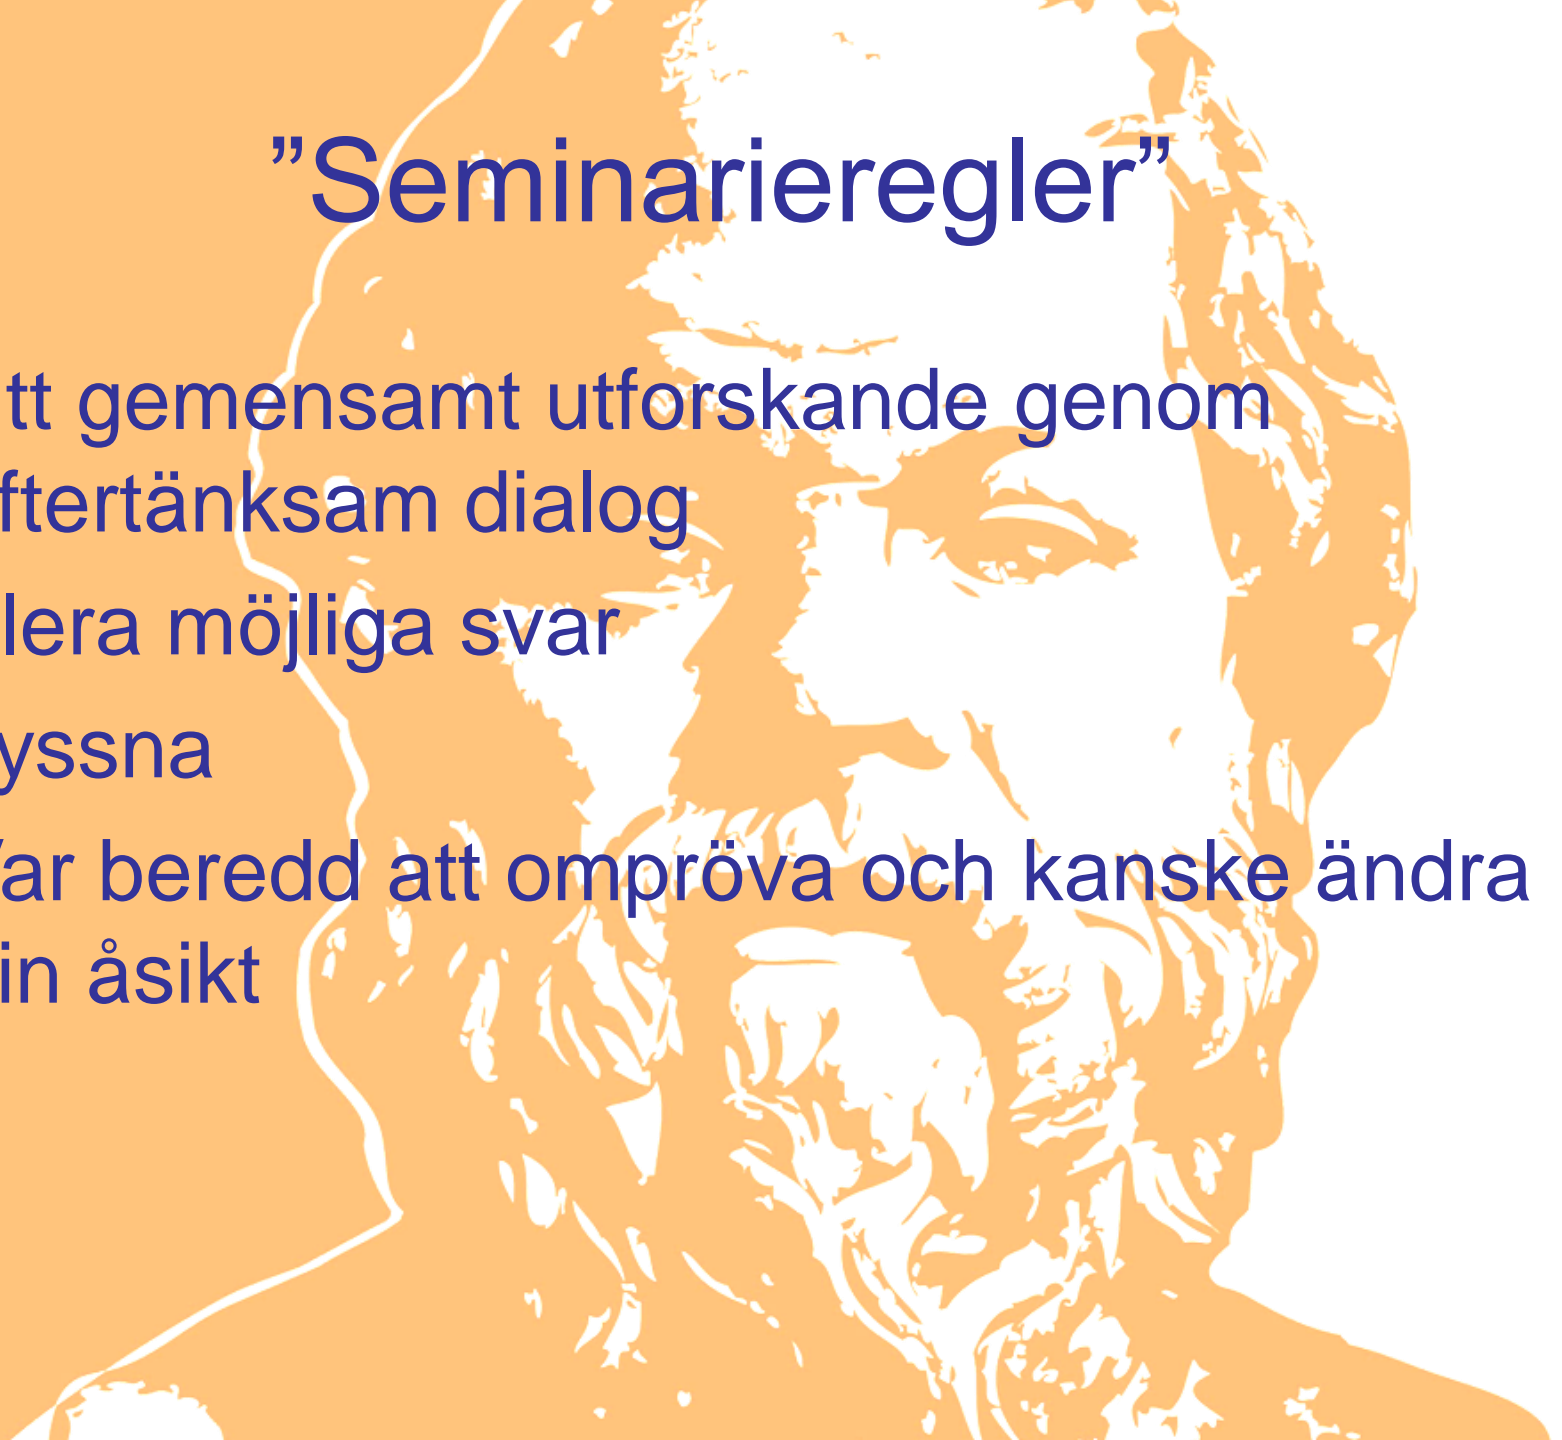 ”Seminarieregler”
tt gemensamt utforskande genom
ftertänksam dialog
lera möjliga svar
yssna
ar beredd att ompröva och kanske ändra
in åsikt